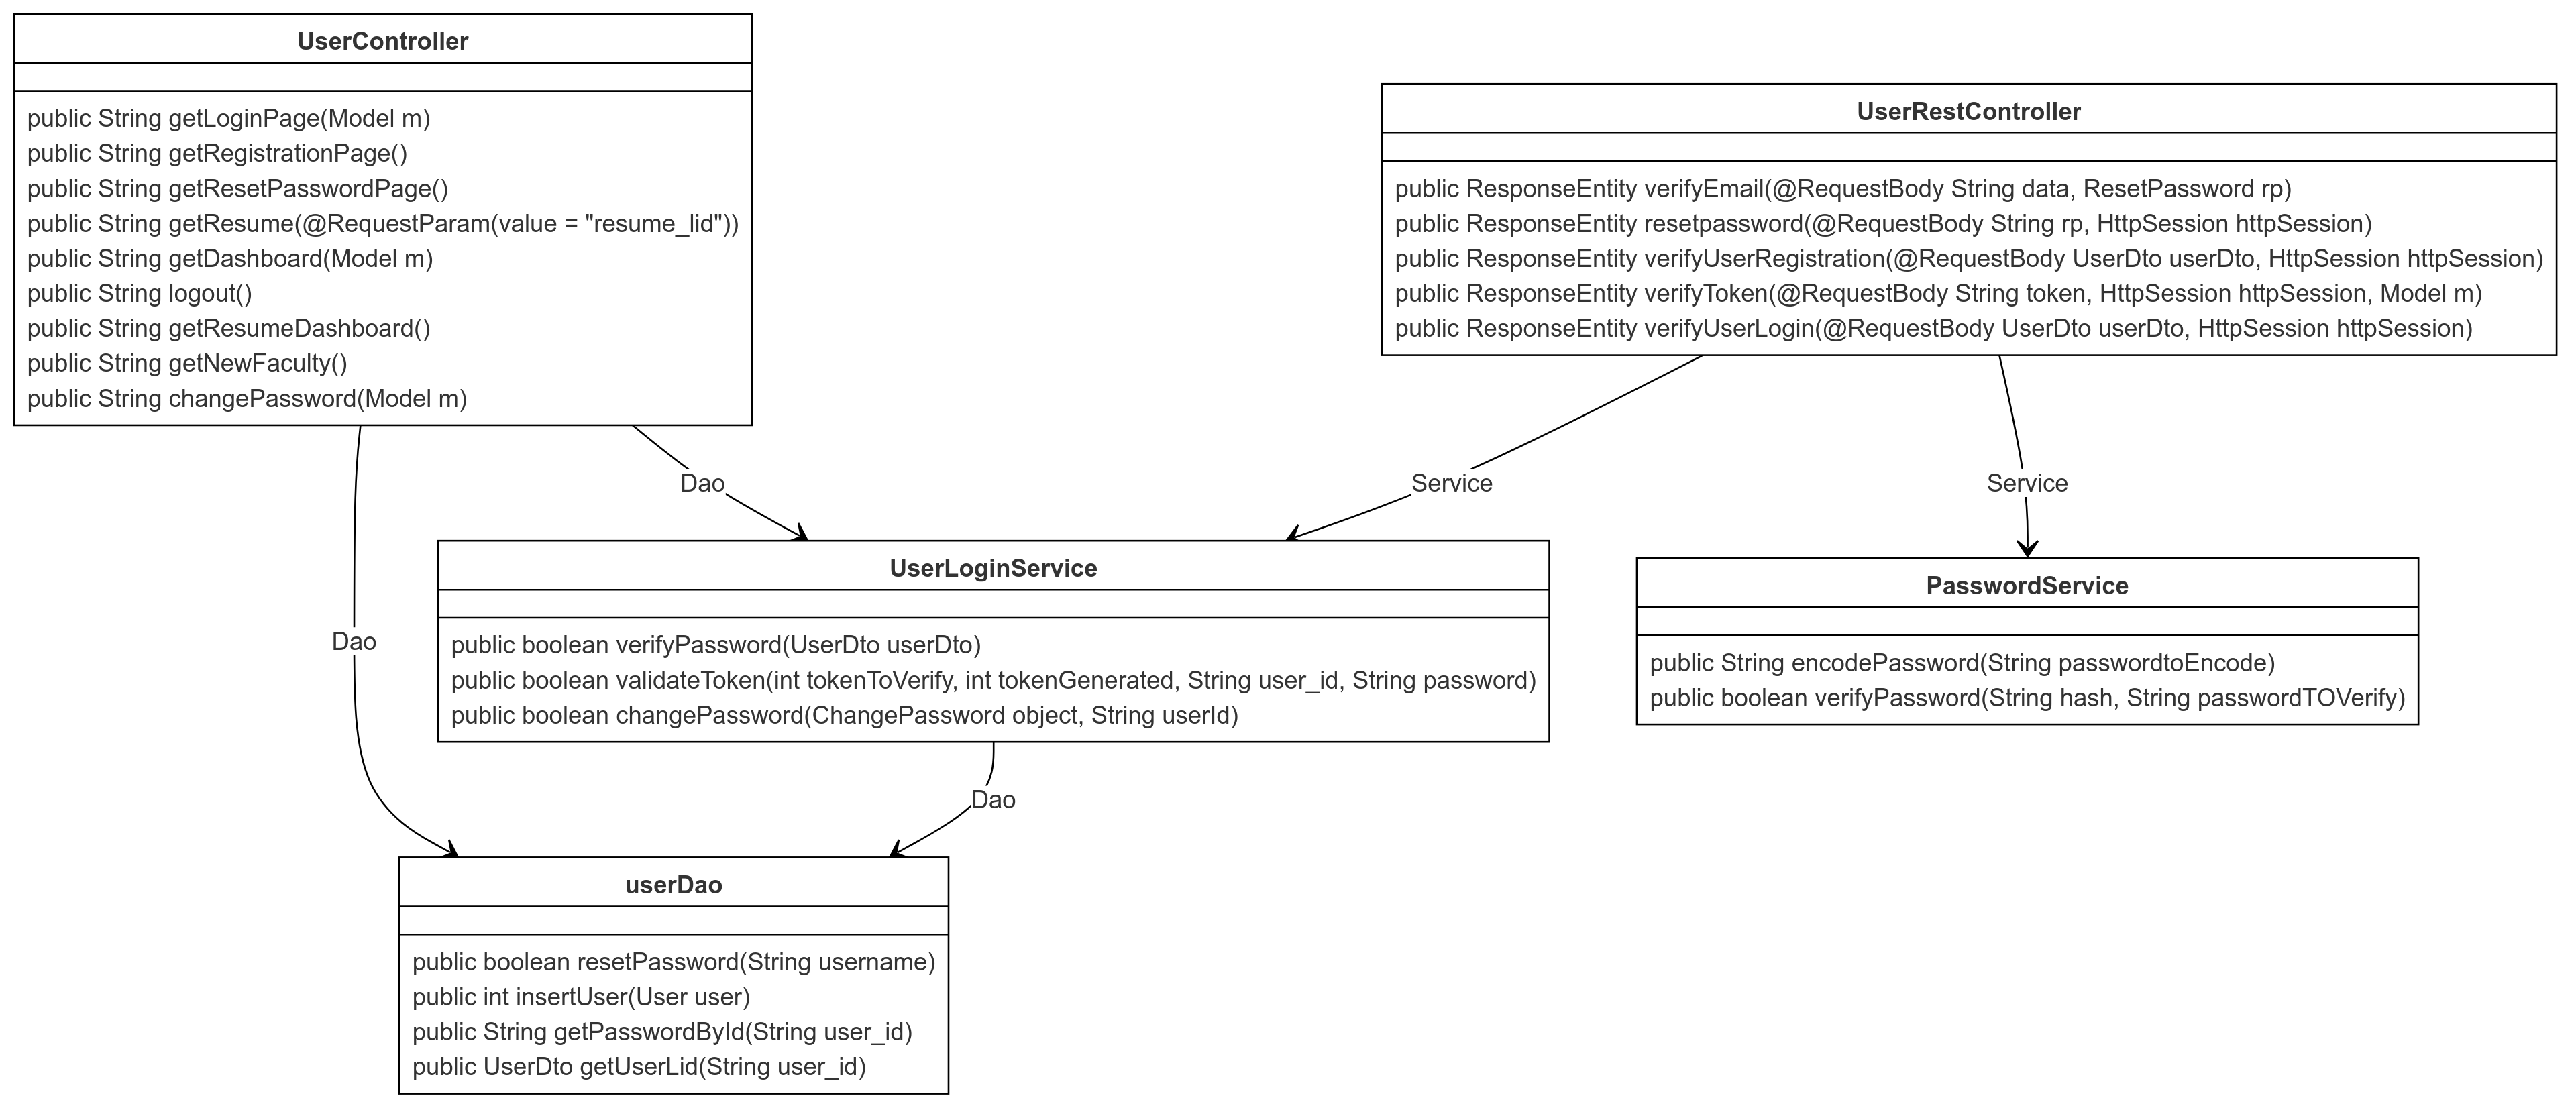 UserController
public String getLoginPage(Model m)
public String getRegistrationPage()
public String getResetPasswordPage()
public String getResume(@RequestParam(value = "resume_lid"))
public String getDashboard(Model m)
public String logout()
public String getResumeDashboard()
public String getNewFaculty()
public String changePassword(Model m)
UserRestController
public ResponseEntity verifyEmail(@RequestBody String data, ResetPassword rp)
public ResponseEntity resetpassword(@RequestBody String rp, HttpSession httpSession)
public ResponseEntity verifyUserRegistration(@RequestBody UserDto userDto, HttpSession httpSession)
public ResponseEntity verifyToken(@RequestBody String token, HttpSession httpSession, Model m)
public ResponseEntity verifyUserLogin(@RequestBody UserDto userDto, HttpSession httpSession)
Dao
Service
Service
UserLoginService
public boolean verifyPassword(UserDto userDto)
public boolean validateToken(int tokenToVerify, int tokenGenerated, String user_id, String password)
public boolean changePassword(ChangePassword object, String userId)
PasswordService
public String encodePassword(String passwordtoEncode)
public boolean verifyPassword(String hash, String passwordTOVerify)
Dao
Dao
userDao
public boolean resetPassword(String username)
public int insertUser(User user)
public String getPasswordById(String user_id)
public UserDto getUserLid(String user_id)